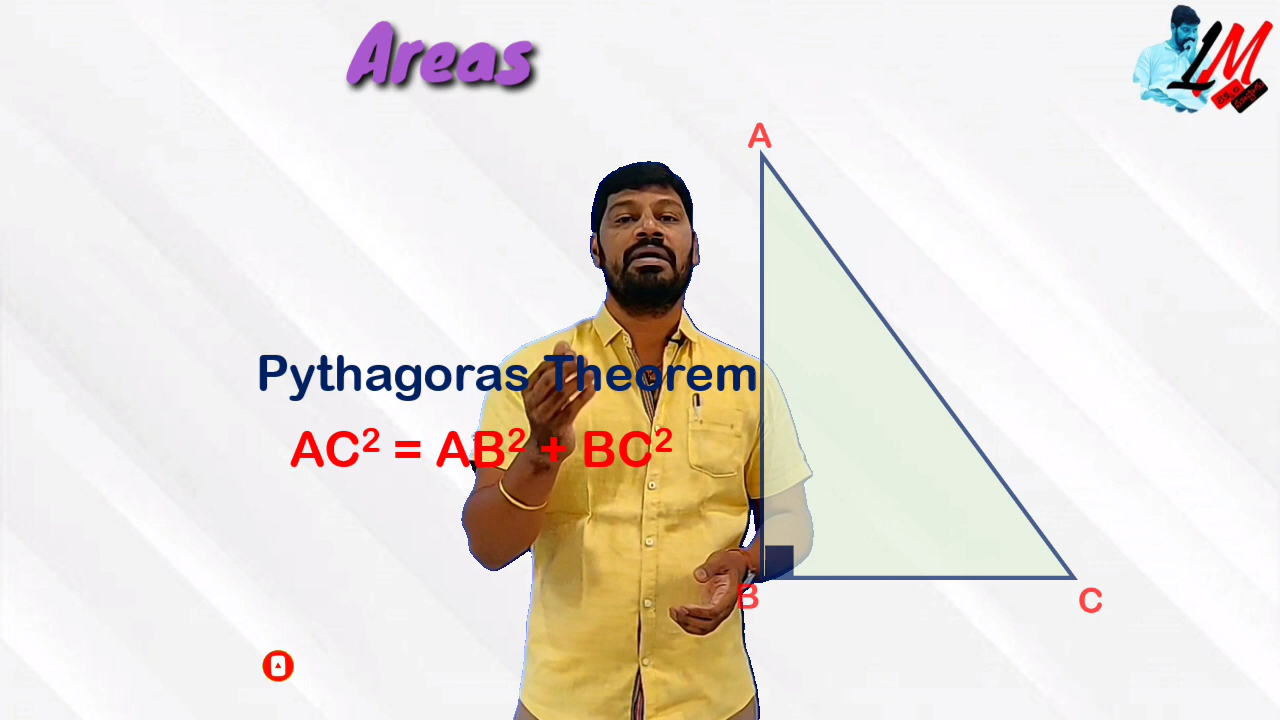 Areas
LM
A
Pythagoras Theorem
AC² = AB² + BC²
B
C